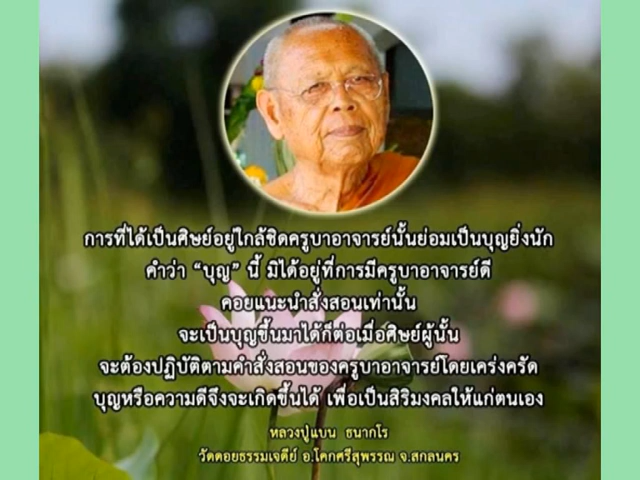 การที่ได้เป็นศิษย์อยู่ใกล้ชิดครูบาอาจารย์นั้นย่อมเป็นบุญยิ่งนัก
คำว่า “บุญ” นี้ มิได้อยู่ที่การมีครูบาอาจารย์ดี
คอยแนะนำสั่งสอนเท่านั้น
จะเป็นบุญขึ้นมาได้ก็ต่อเมื่อศิษย์ผู้นั้น
จะต้องปฏิบัติตามคำสั่งสอนของครูบาอาจารย์โดยเคร่งครัด
บุญหรือความดีจึงจะเกิดขึ้นได้ เพื่อเป็นสิริมงคลให้แก่ตนเอง
หลวงปู่แบน ธนากโร
วัดดอยธรรมเจดีย์ อ.โคกศรีสุพรรณ จ.สกลนคร